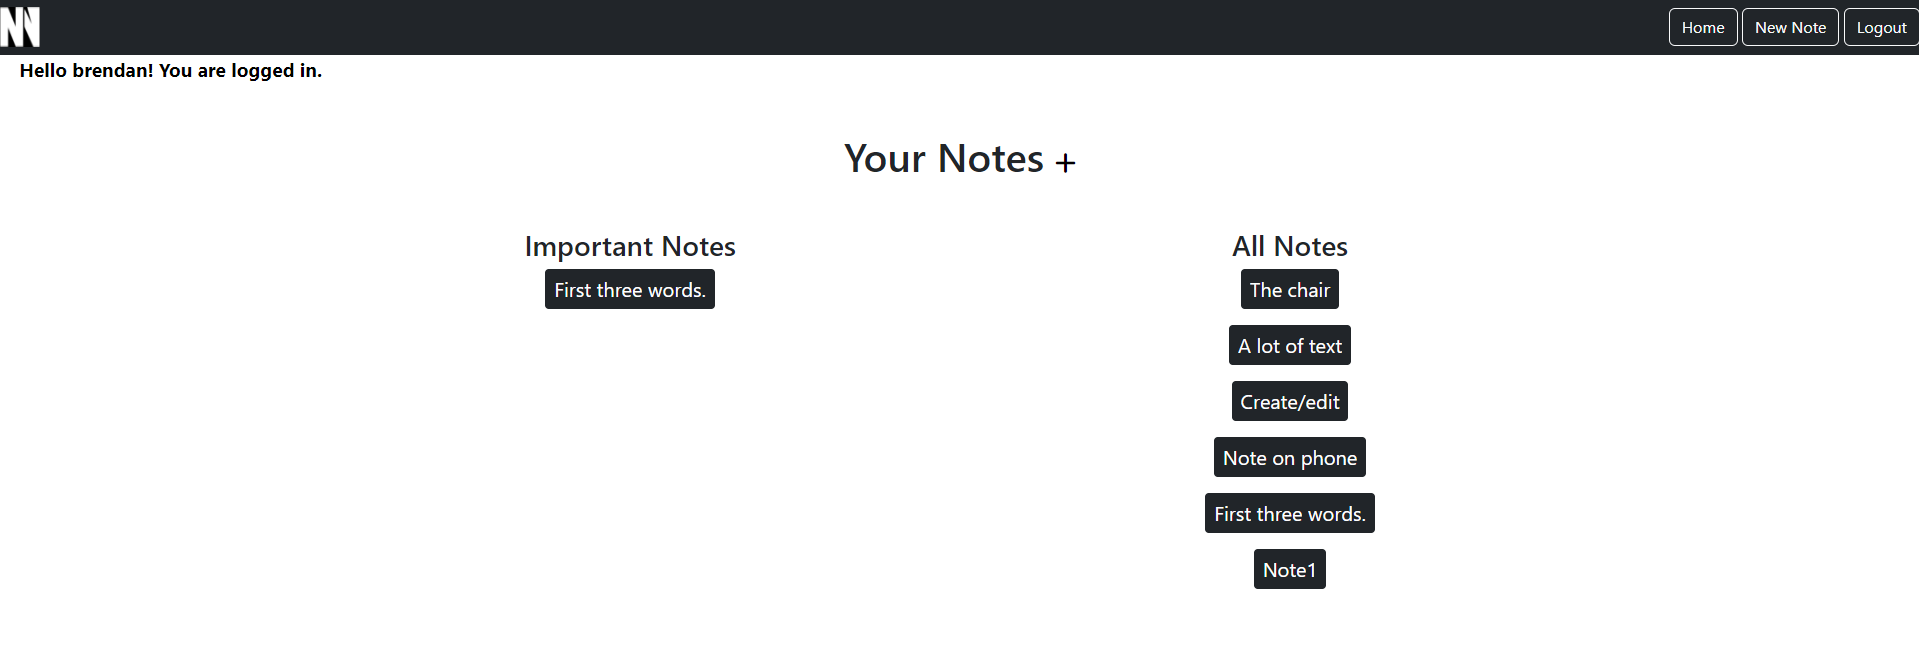 NN
Home New Note Logout
Hello brendan! You are logged in.
Your Notes +
Important Notes
First three words.
All Notes
The chair
A lot of text
Create/edit
Note on phone
First three words.
Note1